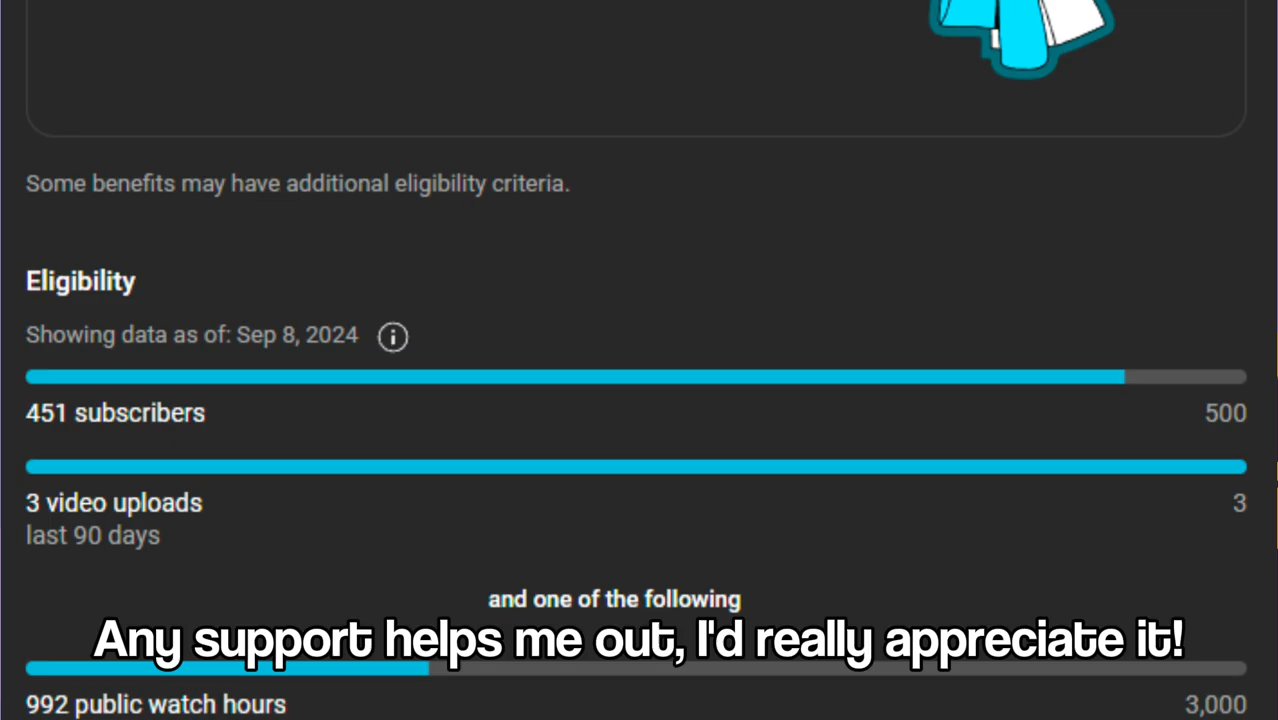 Some benefits may have additional eligibility criteria.
Eligibility
Showing data as of: Sep 8, 2024
451 subscribers 500
3 video uploads 3
last 90 days
and one of the following
Any support helps me out, I'd really appreciate it!
992 public watch hours 3,000